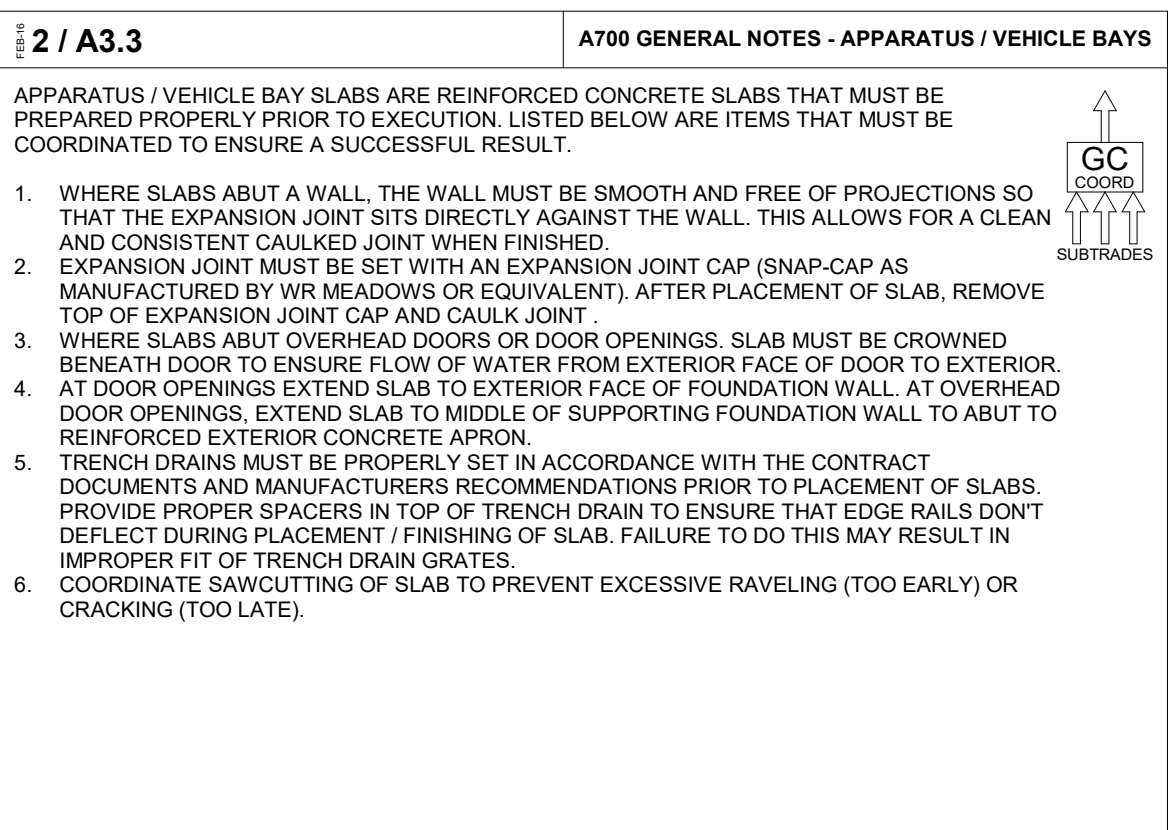 FEB-16
2 / A3.3
A700 GENERAL NOTES - APPARATUS / VEHICLE BAYS
APPARATUS / VEHICLE BAY SLABS ARE REINFORCED CONCRETE SLABS THAT MUST BE
PREPARED PROPERLY PRIOR TO EXECUTION. LISTED BELOW ARE ITEMS THAT MUST BE
COORDINATED TO ENSURE A SUCCESSFUL RESULT.
1. WHERE SLABS ABUT A WALL, THE WALL MUST BE SMOOTH AND FREE OF PROJECTIONS SO
THAT THE EXPANSION JOINT SITS DIRECTLY AGAINST THE WALL. THIS ALLOWS FOR A CLEAN
AND CONSISTENT CAULKED JOINT WHEN FINISHED.
2. EXPANSION JOINT MUST BE SET WITH AN EXPANSION JOINT CAP (SNAP-CAP AS
MANUFACTURED BY WR MEADOWS OR EQUIVALENT). AFTER PLACEMENT OF SLAB, REMOVE
TOP OF EXPANSION JOINT CAP AND CAULK JOINT .
3. WHERE SLABS ABUT OVERHEAD DOORS OR DOOR OPENINGS. SLAB MUST BE CROWNED
BENEATH DOOR TO ENSURE FLOW OF WATER FROM EXTERIOR FACE OF DOOR TO EXTERIOR.
4. AT DOOR OPENINGS EXTEND SLAB TO EXTERIOR FACE OF FOUNDATION WALL. AT OVERHEAD
DOOR OPENINGS, EXTEND SLAB TO MIDDLE OF SUPPORTING FOUNDATION WALL TO ABUT TO
REINFORCED EXTERIOR CONCRETE APRON.
5. TRENCH DRAINS MUST BE PROPERLY SET IN ACCORDANCE WITH THE CONTRACT
DOCUMENTS AND MANUFACTURERS RECOMMENDATIONS PRIOR TO PLACEMENT OF SLABS.
PROVIDE PROPER SPACERS IN TOP OF TRENCH DRAIN TO ENSURE THAT EDGE RAILS DON'T
DEFLECT DURING PLACEMENT / FINISHING OF SLAB. FAILURE TO DO THIS MAY RESULT IN
IMPROPER FIT OF TRENCH DRAIN GRATES.
6. COORDINATE SAWCUTTING OF SLAB TO PREVENT EXCESSIVE RAVELING (TOO EARLY) OR
CRACKING (TOO LATE).
GC
COORD
SUBTRADES